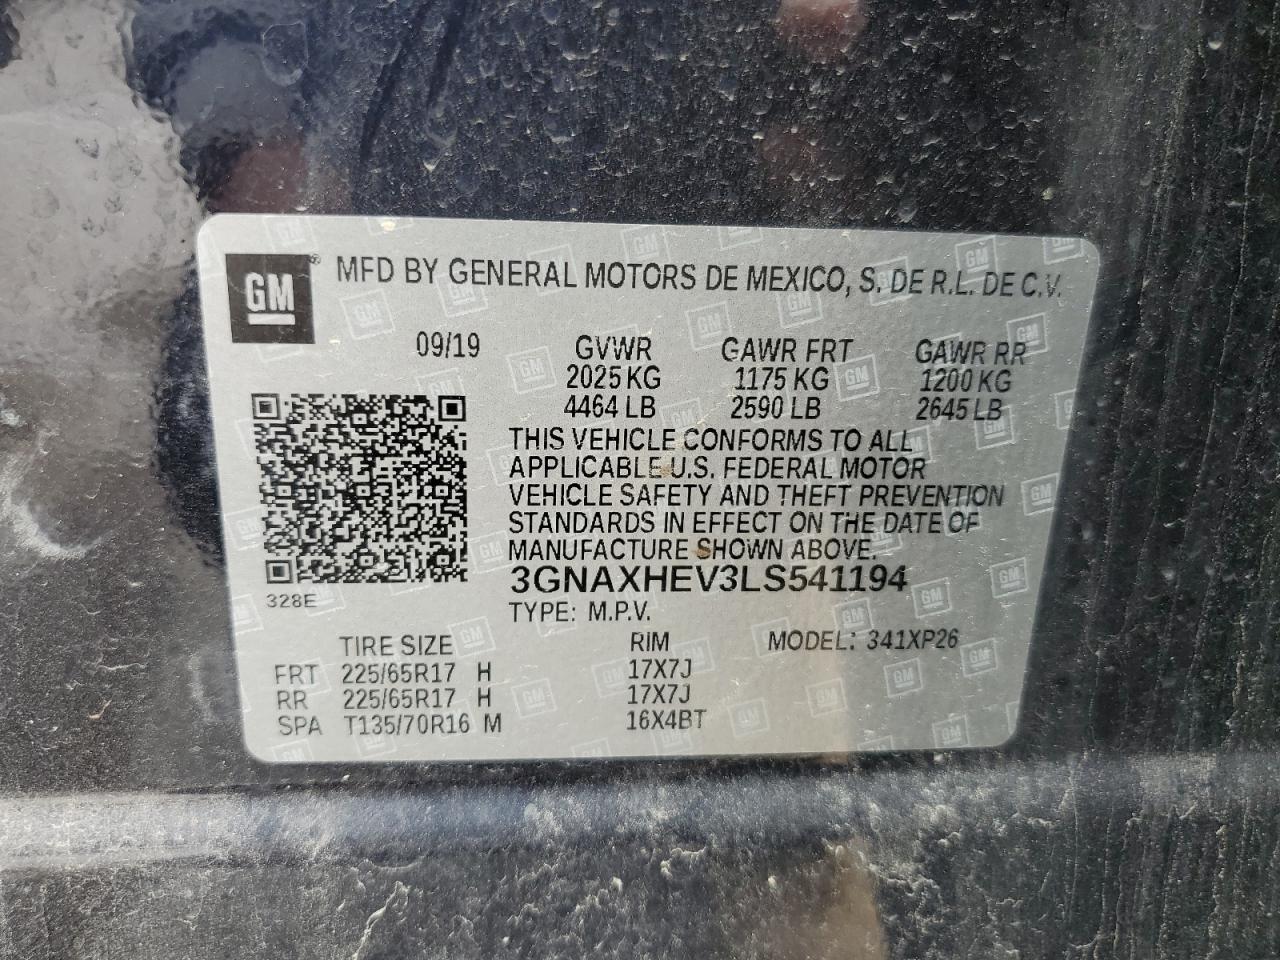 GM ® MFD BY GENERAL MOTORS DE MEXICO, S. DE R.L. DE C.V.
09/19 GVWR GAWR FRT GAWR RR
2025 KG 1175 KG 1200 KG
4464 LB 2590 LB 2645 LB
THIS VEHICLE CONFORMS TO ALL
APPLICABLE U.S. FEDERAL MOTOR
VEHICLE SAFETY AND THEFT PREVENTION
STANDARDS IN EFFECT ON THE DATE OF
MANUFACTURE SHOWN ABOVE.
3GNAXHEV3LS541194
328E
TYPE: M.P.V.
TIRE SIZE RIM MODEL: 341XP26
FRT 225/65R17 H 17X7J
RR 225/65R17 H 17X7J
SPA T135/70R16 M 16X4BT